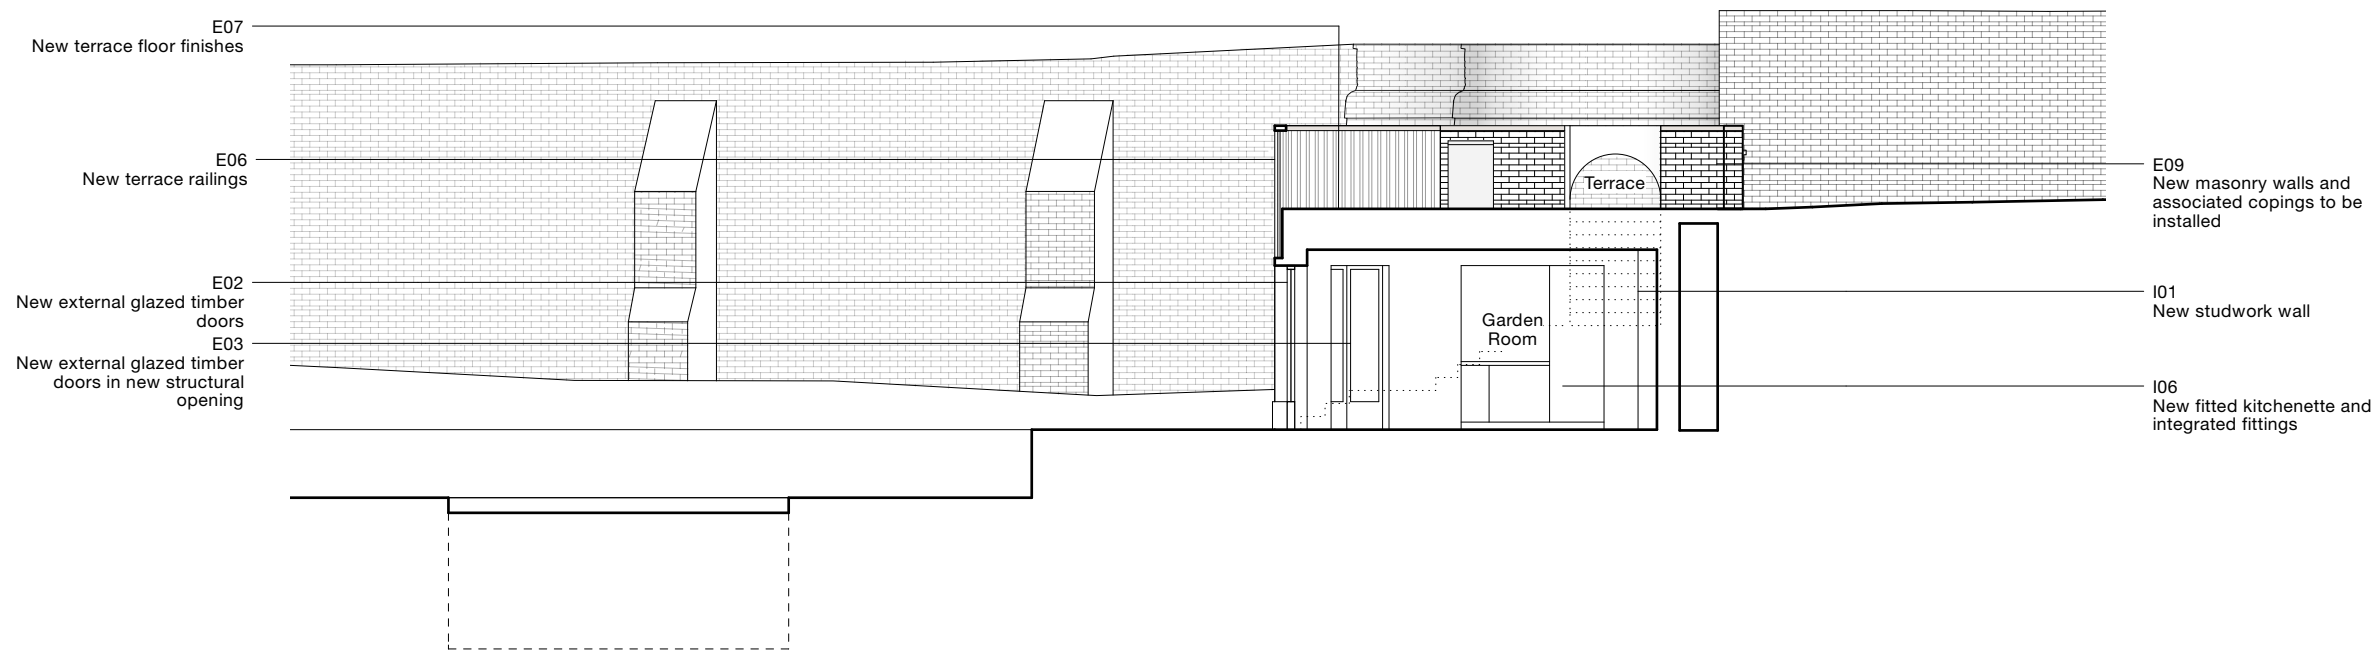 E07
New terrace floor finishes
E06
New terrace railings
E02
New external glazed timber
doors
E03
New external glazed timber
doors in new structural
opening
Terrace
Garden
Room
E09
New masonry walls and
associated copings to be
installed
I01
New studwork wall
I06
New fitted kitchenette and
integrated fittings